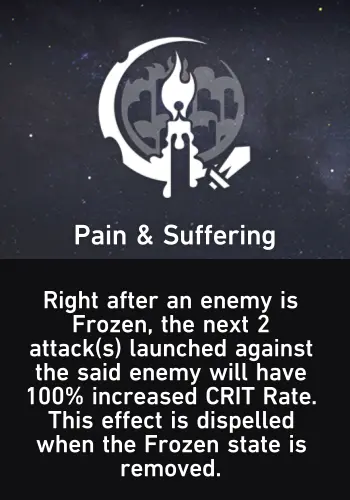 Pain & Suffering
Right after an enemy is
Frozen, the next 2
attack(s) launched against
the said enemy will have
100% increased CRIT Rate.
This effect is dispelled
when the Frozen state is
removed.